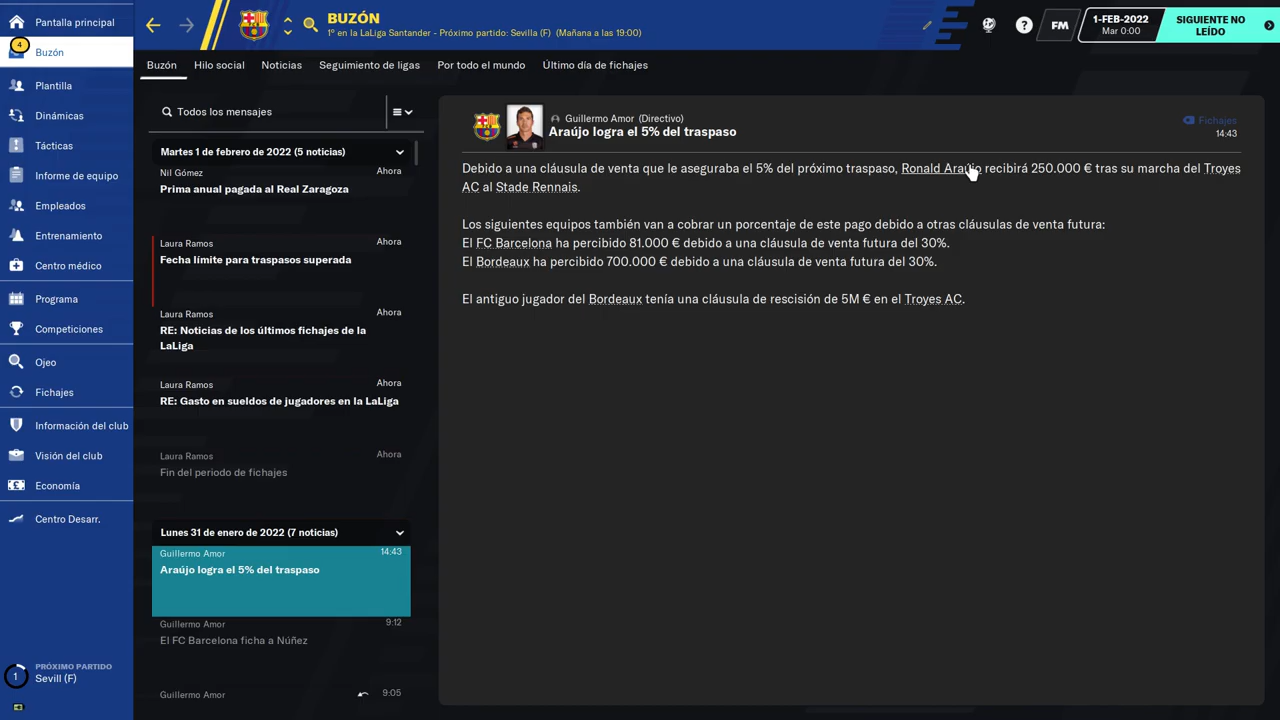 Pantalla principal
4
Buzón
Plantilla
Dinámicas
Tácticas
Informe de equipo
Empleados
Entrenamiento
Centro médico
Programa
Competiciones
Ojeo
Fichajes
Información del club
Visión del club
Economía
Centro Desarr.
1
PRÓXIMO PARTIDO
Sevill (F)
BUZÓN
1º en la LaLiga Santander - Próximo partido: Sevilla (F) (Mañana a las 19:00)
?
FM
1-FEB-2022
Mar 0:00
SIGUIENTE NO
LEÍDO
Buzón
Hilo social
Noticias
Seguimiento de ligas
Por todo el mundo
Último día de fichajes
Todos los mensajes
Martes 1 de febrero de 2022 (5 noticias)
Nil Gómez Ahora
Prima anual pagada al Real Zaragoza
Laura Ramos Ahora
Fecha límite para traspasos superada
Laura Ramos Ahora
RE: Noticias de los últimos fichajes de la
LaLiga
Laura Ramos Ahora
RE: Gasto en sueldos de jugadores en la LaLiga
Laura Ramos Ahora
Fin del periodo de fichajes
Lunes 31 de enero de 2022 (7 noticias)
Guillermo Amor 14:43
Araújo logra el 5% del traspaso
Guillermo Amor 9:12
El FC Barcelona ficha a Núñez
Guillermo Amor 9:05
Guillermo Amor (Directivo)
Araújo logra el 5% del traspaso
Fichajes
14:43
Debido a una cláusula de venta que le aseguraba el 5% del próximo traspaso, Ronald Araújo recibirá 250.000 € tras su marcha del Troyes
AC al Stade Rennais.
Los siguientes equipos también van a cobrar un porcentaje de este pago debido a otras cláusulas de venta futura:
El FC Barcelona ha percibido 81.000 € debido a una cláusula de venta futura del 30%.
El Bordeaux ha percibido 700.000 € debido a una cláusula de venta futura del 30%.
El antiguo jugador del Bordeaux tenía una cláusula de rescisión de 5M € en el Troyes AC.